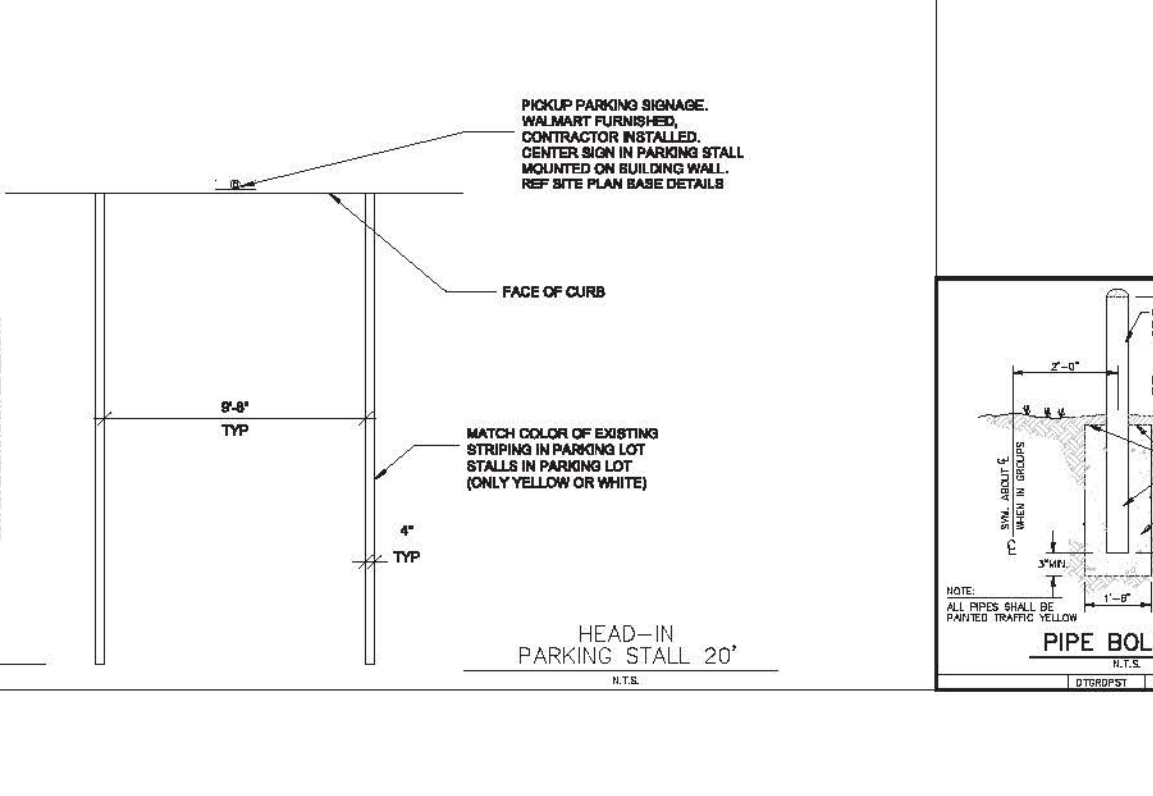 PICKUP PARKING SIGNAGE.
WALMART FURNISHED,
CONTRACTOR INSTALLED.
CENTER SIGN IN PARKING STALL
MOUNTED ON BUILDING WALL.
REF SITE PLAN BASE DETAILS
FACE OF CURB
9'-6"
TYP
MATCH COLOR OF EXISTING
STRIPING IN PARKING LOT
STALLS IN PARKING LOT
(ONLY YELLOW OR WHITE)
4"
TYP
HEAD-IN
PARKING STALL 20'
N.T.S.
2'-0"
SYM. ABOUT ℄
WHEN IN GROUPS
℄
3"MIN.
1'-6"
NOTE:
ALL PIPES SHALL BE
PAINTED TRAFFIC YELLOW
PIPE BOL
N.T.S.
DTGRDPST